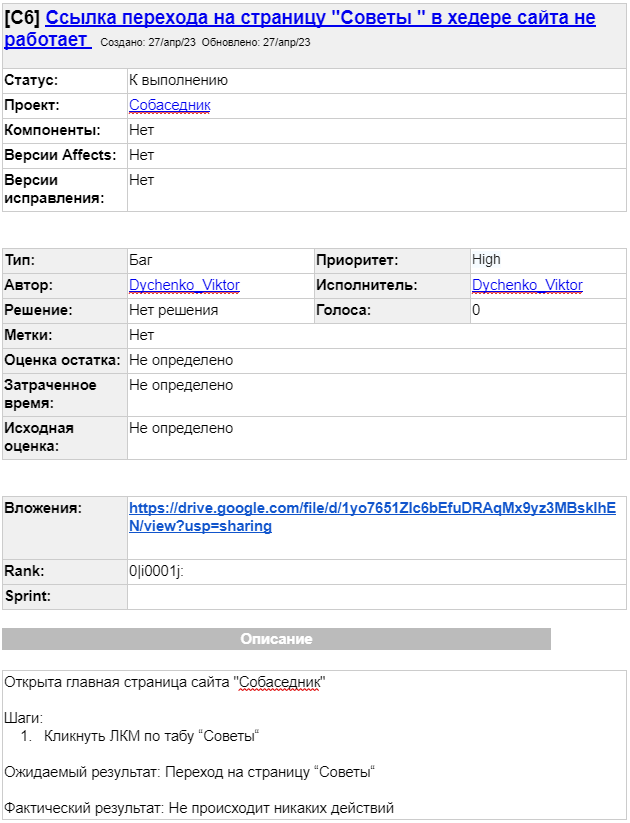 [C6] Ссылка перехода на страницу "Советы " в хедере сайта не
работает Создано: 27/апр/23 Обновлено: 27/апр/23
Статус: К выполнению
Проект: Собаседник
Компоненты: Нет
Версии Affects: Нет
Версии Нет
исправления:
Тип: Баг Приоритет: High
Автор: Dychenko_Viktor Исполнитель: Dychenko_Viktor
Решение: Нет решения Голоса: 0
Метки: Нет
Оценка остатка: Не определено
Затраченное Не определено
время:
Исходная Не определено
оценка:
Вложения: https://drive.google.com/file/d/1yo7651Zlc6bEfuDRAqMx9yz3MBskIhE
N/view?usp=sharing
Rank: 0|i0001j:
Sprint:
Описание
Открыта главная страница сайта "Собаседник"
Шаги:
1. Кликнуть ЛКМ по табу “Советы“
Ожидаемый результат: Переход на страницу “Советы“
Фактический результат: Не происходит никаких действий